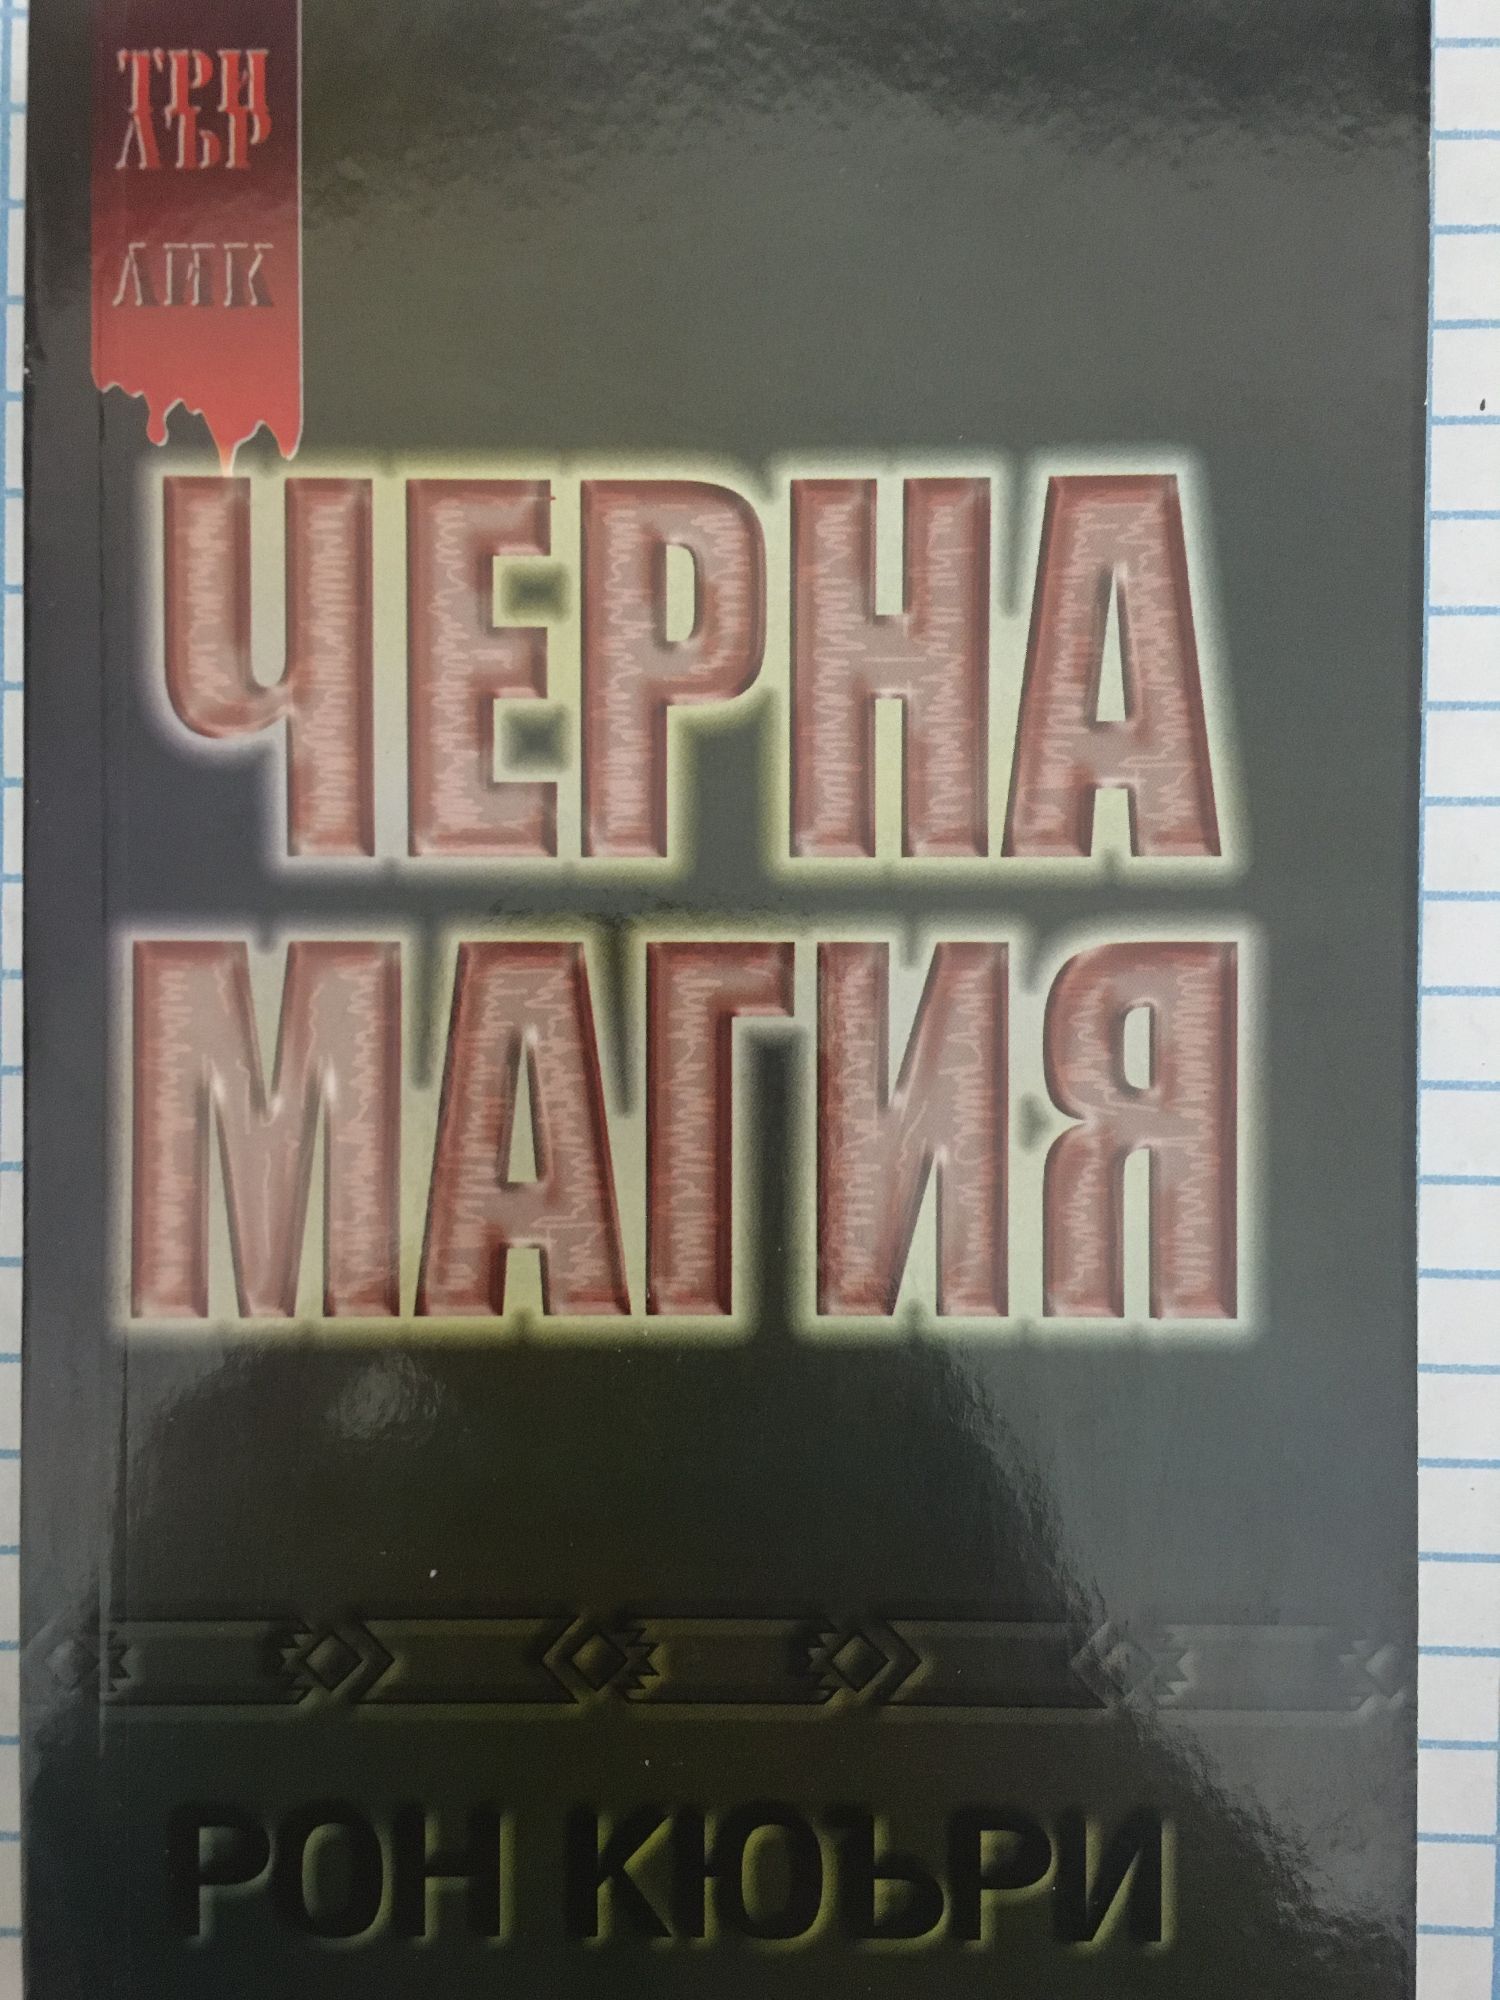 ТРИ
ЛЪР
ЛИК
ЧЕРНА
МАГИЯ
РОН КЮЪРИ